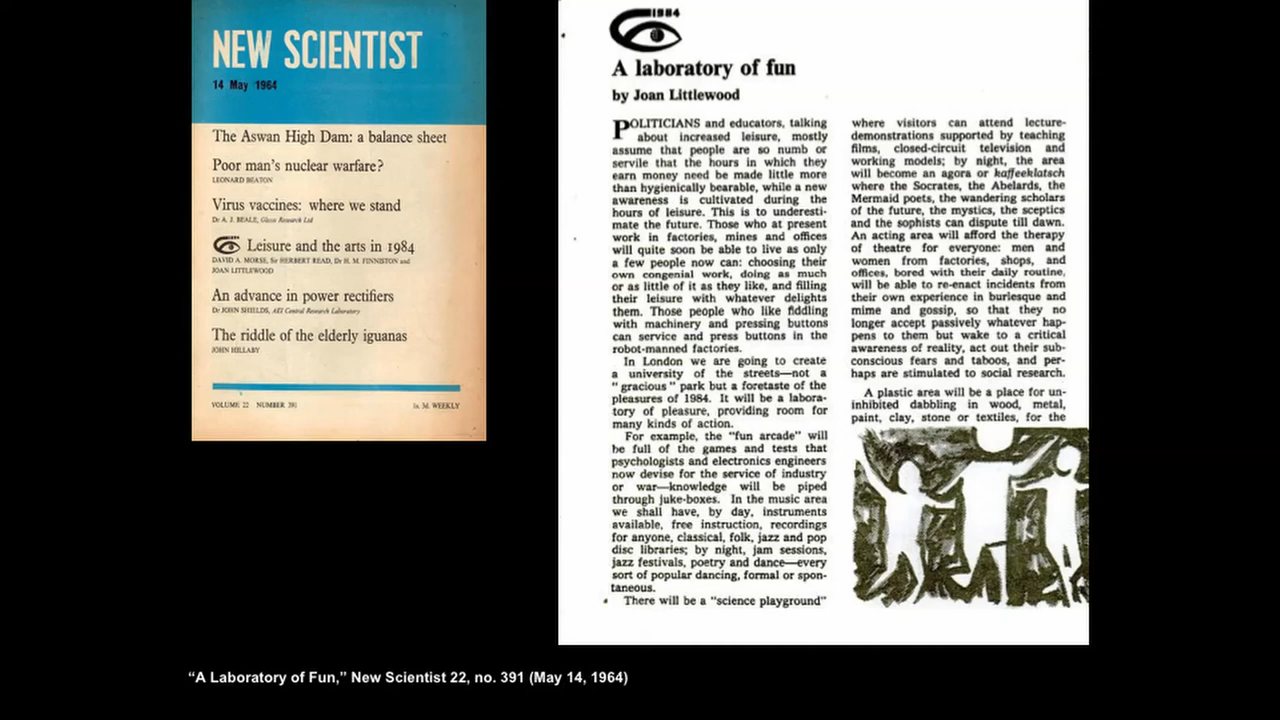 NEW SCIENTIST
14 May 1964
The Aswan High Dam: a balance sheet
Poor man's nuclear warfare?
LEONARD BEATON
Virus vaccines: where we stand
Dr A. J. BEALE, Glaxo Research Ltd
Leisure and the arts in 1984
DAVID A. MORSE, Sir HERBERT READ, Dr H. M. FINNISTON and
JOAN LITTLEWOOD
An advance in power rectifiers
Dr JOHN SHIELDS, AEI Central Research Laboratory
The riddle of the elderly iguanas
JOHN HILLABY
VOLUME 22 NUMBER 391
1s. 3d. WEEKLY
1984
A laboratory of fun
by Joan Littlewood
POLITICIANS and educators, talking
about increased leisure, mostly
assume that people are so numb or
servile that the hours in which they
earn money need be made little more
than hygienically bearable, while a new
awareness is cultivated during the
hours of leisure. This is to underesti-
mate the future. Those who at present
work in factories, mines and offices
will quite soon be able to live as only
a few people now can: choosing their
own congenial work, doing as much
or as little of it as they like, and filling
their leisure with whatever delights
them. Those people who like fiddling
with machinery and pressing buttons
can service and press buttons in the
robot-manned factories.
In London we are going to create
a university of the streets—not a
" gracious " park but a foretaste of the
pleasures of 1984. It will be a labora-
tory of pleasure, providing room for
many kinds of action.
For example, the "fun arcade" will
be full of the games and tests that
psychologists and electronics engineers
now devise for the service of industry
or war—knowledge will be piped
through juke-boxes. In the music area
we shall have, by day, instruments
available, free instruction, recordings
for anyone, classical, folk, jazz and pop
disc libraries; by night, jam sessions,
jazz festivals, poetry and dance—every
sort of popular dancing, formal or spon-
taneous.
There will be a "science playground"
where visitors can attend lecture-
demonstrations supported by teaching
films, closed-circuit television and
working models; by night, the area
will become an agora or kaffeeklatsch
where the Socrates, the Abelards, the
Mermaid poets, the wandering scholars
of the future, the mystics, the sceptics
and the sophists can dispute till dawn.
An acting area will afford the therapy
of theatre for everyone: men and
women from factories, shops, and
offices, bored with their daily routine,
will be able to re-enact incidents from
their own experience in burlesque and
mime and gossip, so that they no
longer accept passively whatever hap-
pens to them but wake to a critical
awareness of reality, act out their sub-
conscious fears and taboos, and per-
haps are stimulated to social research.
A plastic area will be a place for un-
inhibited dabbling in wood, metal,
paint, clay, stone or textiles, for the
“A Laboratory of Fun,” New Scientist 22, no. 391 (May 14, 1964)